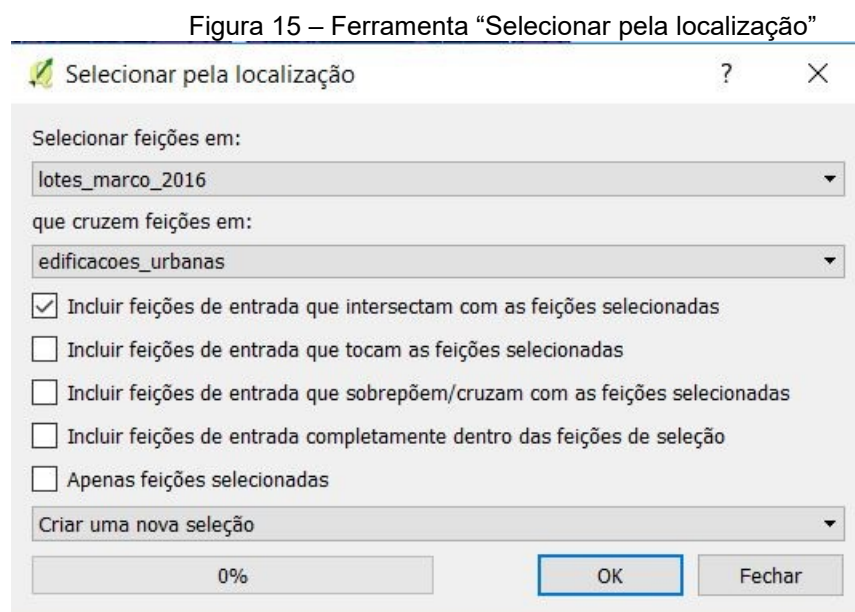 Figura 15 – Ferramenta “Selecionar pela localização”
Selecionar pela localização
?
Selecionar feições em:
lotes_marco_2016
que cruzem feições em:
edificacoes_urbanas
Incluir feições de entrada que intersectam com as feições selecionadas
Incluir feições de entrada que tocam as feições selecionadas
Incluir feições de entrada que sobrepõem/cruzam com as feições selecionadas
Incluir feições de entrada completamente dentro das feições de seleção
Apenas feições selecionadas
Criar uma nova seleção
0%
OK
Fechar